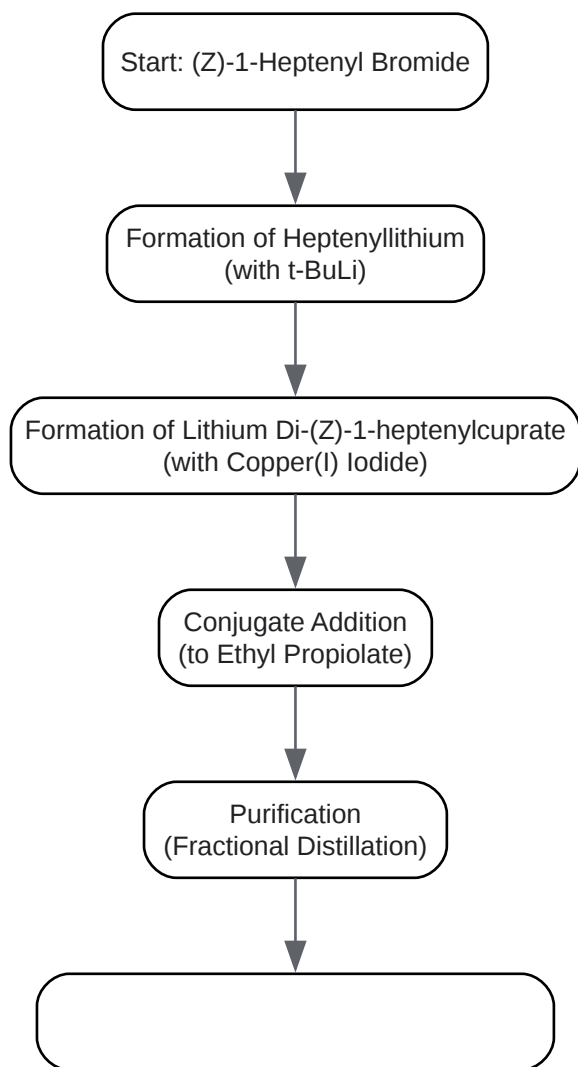 Start: (Z)-1-Heptenyl Bromide
Formation of Heptenyllithium
(with t-BuLi)
Formation of Lithium Di-(Z)-1-heptenylcuprate
(with Copper(I) Iodide)
Conjugate Addition
(to Ethyl Propiolate)
Purification
(Fractional Distillation)